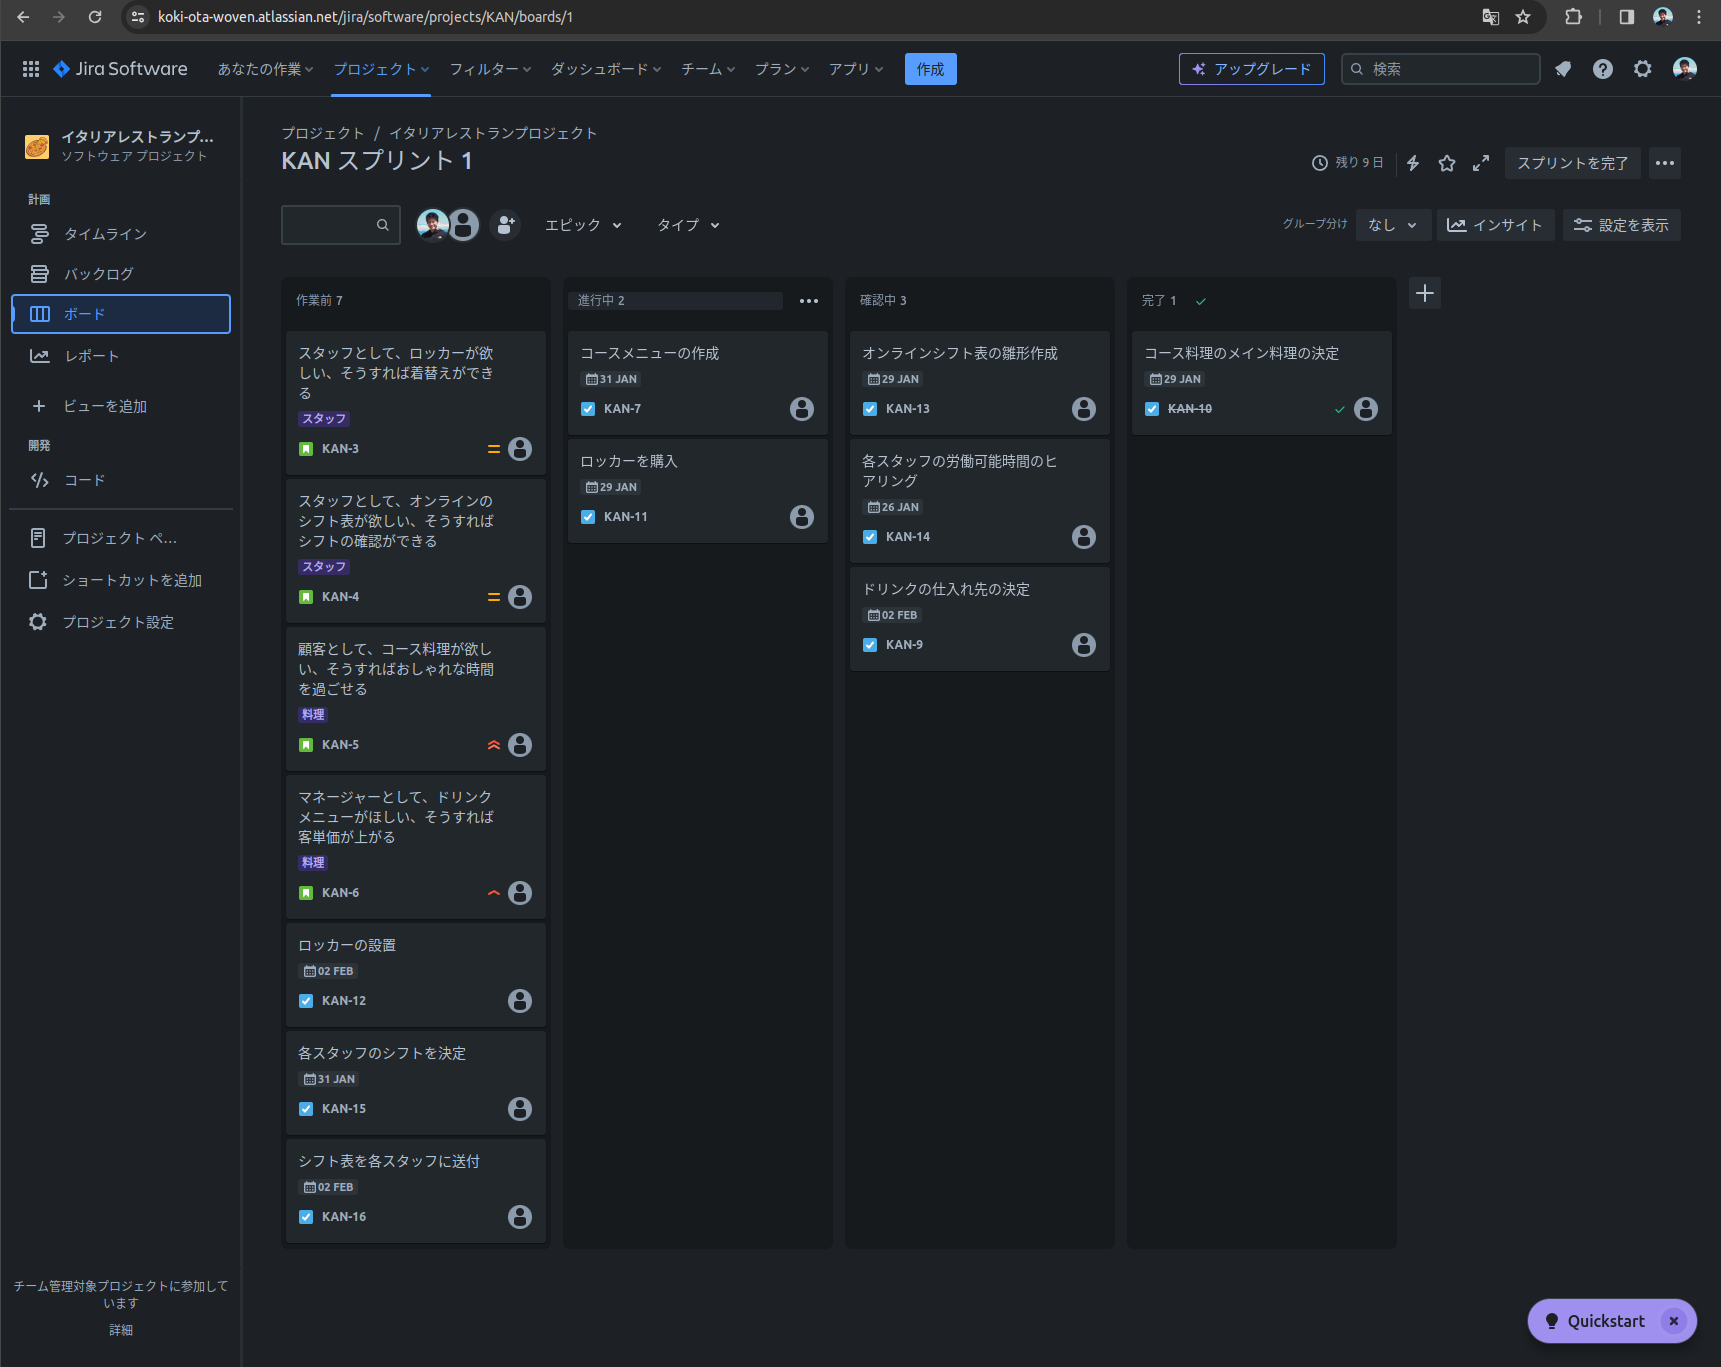 koki-ota-woven.atlassian.net/jira/software/projects/KAN/boards/1
Jira Software
あなたの作業
プロジェクト
フィルター
ダッシュボード
チーム
プラン
アプリ
作成
アップグレード
検索
イタリアレストランプ...
ソフトウェア プロジェクト
計画
タイムライン
バックログ
ボード
レポート
ビューを追加
開発
コード
プロジェクト ペ...
ショートカットを追加
プロジェクト設定
チーム管理対象プロジェクトに参加して
います
詳細
プロジェクト / イタリアレストランプロジェクト
KAN スプリント 1
残り 9 日
スプリントを完了
エピック
タイプ
グループ分け
なし
インサイト
設定を表示
作業前 7
スタッフとして、ロッカーが欲
しい、そうすれば着替えができ
る
スタッフ
KAN-3
スタッフとして、オンラインの
シフト表が欲しい、そうすれば
シフトの確認ができる
スタッフ
KAN-4
顧客として、コース料理が欲し
い、そうすればおしゃれな時間
を過ごせる
料理
KAN-5
マネージャーとして、ドリンク
メニューがほしい、そうすれば
客単価が上がる
料理
KAN-6
ロッカーの設置
02 FEB
KAN-12
各スタッフのシフトを決定
31 JAN
KAN-15
シフト表を各スタッフに送付
02 FEB
KAN-16
進行中 2
コースメニューの作成
31 JAN
KAN-7
ロッカーを購入
29 JAN
KAN-11
確認中 3
オンラインシフト表の雛形作成
29 JAN
KAN-13
各スタッフの労働可能時間のヒ
アリング
26 JAN
KAN-14
ドリンクの仕入れ先の決定
02 FEB
KAN-9
完了 1
コース料理のメイン料理の決定
29 JAN
KAN-10
Quickstart